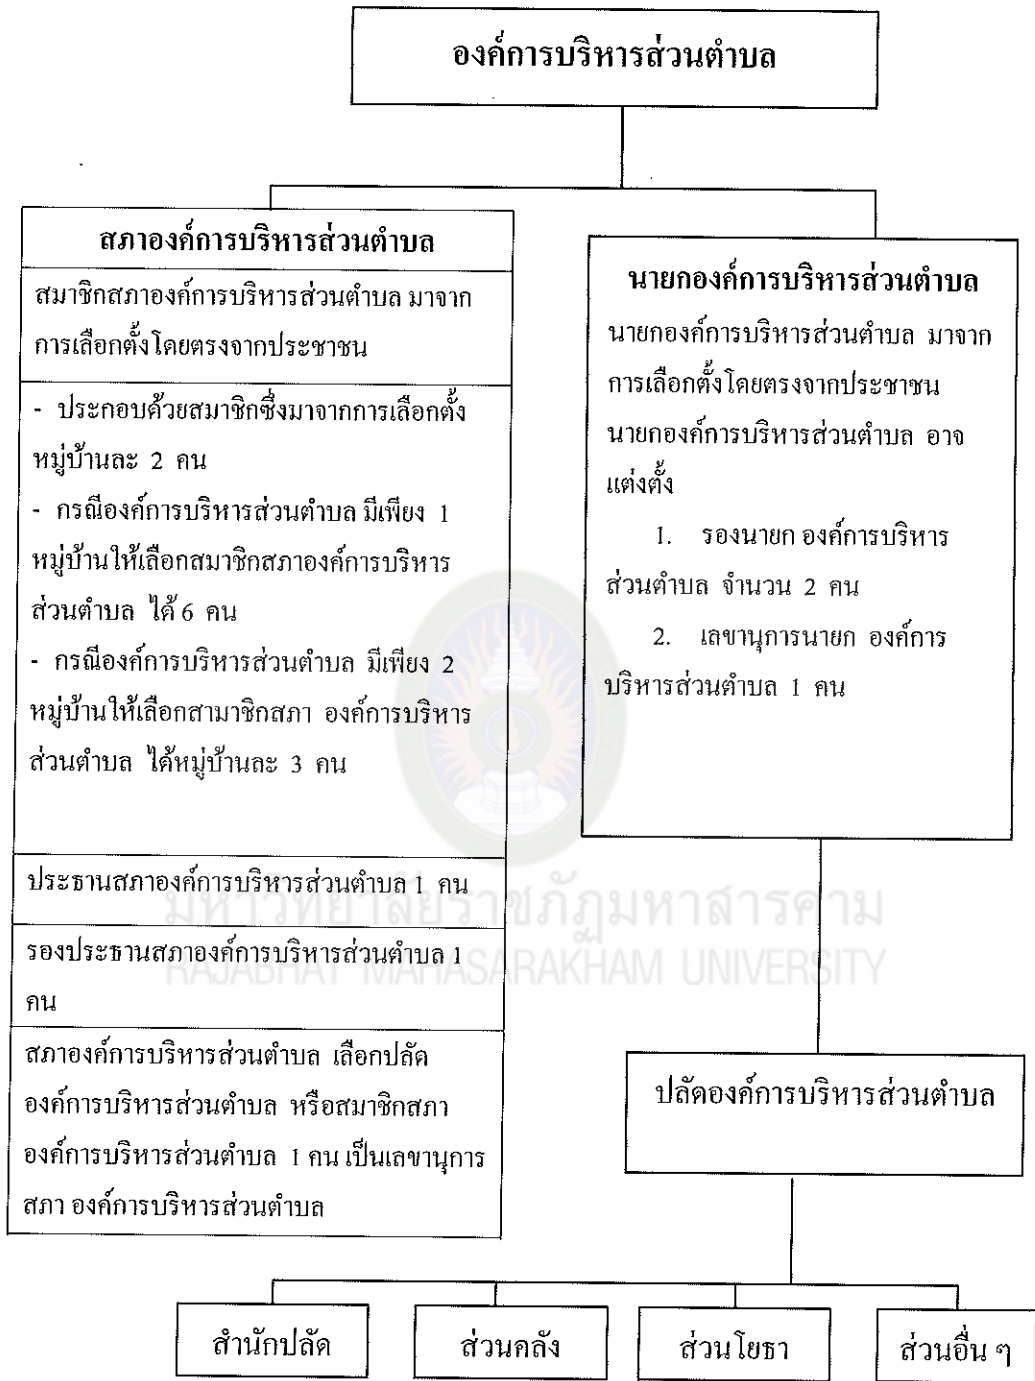 องค์การบริหารส่วนตำบล
สภาองค์การบริหารส่วนตำบล
สมาชิกสภาองค์การบริหารส่วนตำบล มาจาก
การเลือกตั้งโดยตรงจากประชาชน
- ประกอบด้วยสมาชิกซึ่งมาจากการเลือกตั้ง
หมู่บ้านละ 2 คน
- กรณีองค์การบริหารส่วนตำบล มีเพียง 1
หมู่บ้านให้เลือกสมาชิกสภาองค์การบริหาร
ส่วนตำบล ได้ 6 คน
- กรณีองค์การบริหารส่วนตำบล มีเพียง 2
หมู่บ้านให้เลือกสามาชิกสภา องค์การบริหาร
ส่วนตำบล ได้หมู่บ้านละ 3 คน
ประธานสภาองค์การบริหารส่วนตำบล 1 คน
รองประธานสภาองค์การบริหารส่วนตำบล 1
คน
สภาองค์การบริหารส่วนตำบล เลือกปลัด
องค์การบริหารส่วนตำบล หรือสมาชิกสภา
องค์การบริหารส่วนตำบล 1 คน เป็นเลขานุการ
สภา องค์การบริหารส่วนตำบล
นายกองค์การบริหารส่วนตำบล
นายกองค์การบริหารส่วนตำบล มาจาก
การเลือกตั้งโดยตรงจากประชาชน
นายกองค์การบริหารส่วนตำบล อาจ
แต่งตั้ง
1. รองนายก องค์การบริหาร
ส่วนตำบล จำนวน 2 คน
2. เลขานุการนายก องค์การ
บริหารส่วนตำบล 1 คน
มหาวิทยาลัยราชภัฏมหาสารคาม
RAJABHAT MAHASARAKHAM UNIVERSITY
ปลัดองค์การบริหารส่วนตำบล
สำนักปลัด
ส่วนคลัง
ส่วนโยธา
ส่วนอื่น ๆ